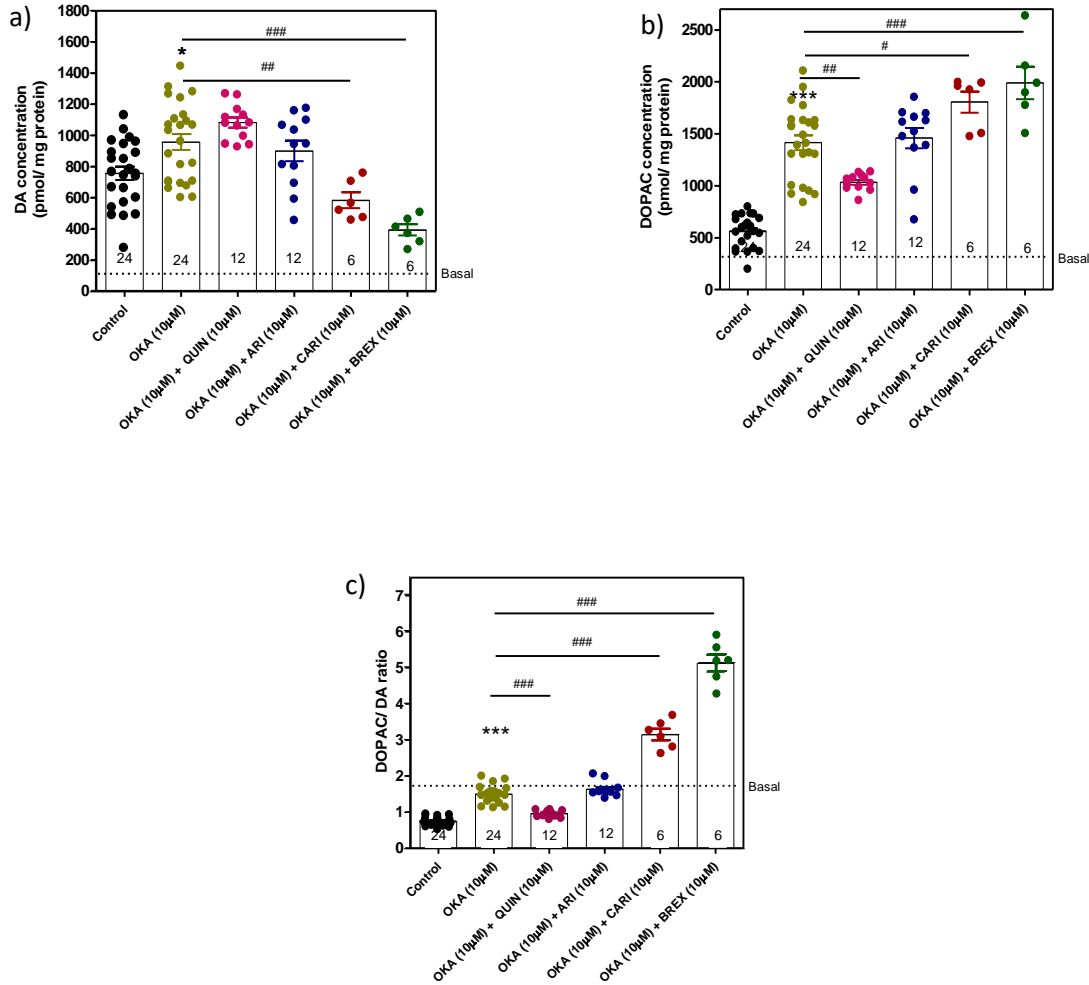 a)
DA concentration
(pmol/ mg protein)
1800
1600
1400
1200
1000
800
600
400
200
0
###
##
*
24
24
12
12
6
6
Basal
Control
OKA (10µM)
OKA (10µM) + QUIN (10µM)
OKA (10µM) + ARI (10µM)
OKA (10µM) + CARI (10µM)
OKA (10µM) + BREX (10µM)
b)
DOPAC concentration
(pmol/ mg protein)
2500
2000
1500
1000
500
0
###
#
##
***
24
12
12
6
6
Basal
Control
OKA (10µM)
OKA (10µM) + QUIN (10µM)
OKA (10µM) + ARI (10µM)
OKA (10µM) + CARI (10µM)
OKA (10µM) + BREX (10µM)
c)
DOPAC/ DA ratio
7
6
5
4
3
2
1
0
###
###
###
***
24
24
12
12
6
6
Basal
Control
OKA (10µM)
OKA (10µM) + QUIN (10µM)
OKA (10µM) + ARI (10µM)
OKA (10µM) + CARI (10µM)
OKA (10µM) + BREX (10µM)